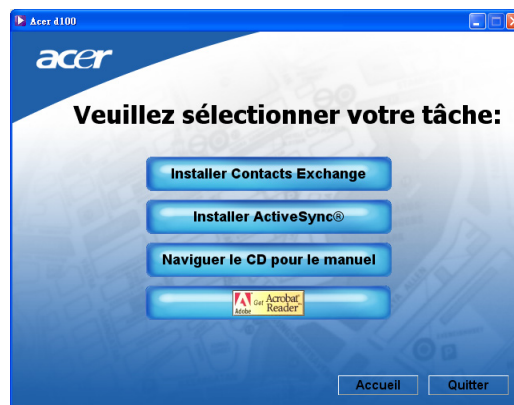 Acer d100
acer
Veuillez sélectionner votre tâche:
Installer Contacts Exchange
Installer ActiveSync®
Naviguer le CD pour le manuel
Adobe Get Acrobat® Reader
Accueil Quitter